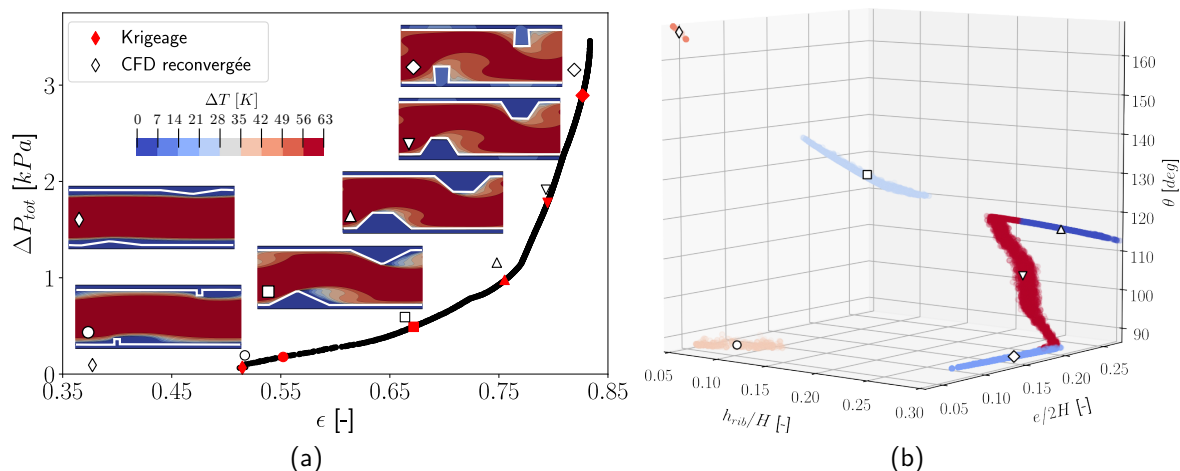 Krigeage
CFD reconvergée
ΔT [K]
0 7 14 21 28 35 42 49 56 63
ΔP_tot [kPa]
3
2
1
0
0.35 0.45 0.55 0.65 0.75 0.85
ϵ [-]
(a)
160
150
140
130
120
110
100
90
θ [deg]
0.05 0.10 0.15 0.20 0.25 0.30
h_rib/H [-]
0.05 0.10 0.15 0.20 0.25
e/2H [-]
(b)